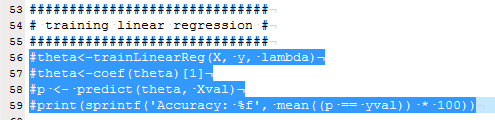 53 ##############################
54 # training linear regression #
55 ##############################
56 #theta<-trainLinearReg(X, y, lambda)¬
57 #theta<-coef(theta)[1]¬
58 #p <- predict(theta, Xval)¬
59 #print(sprintf('Accuracy: %f', mean((p == yval)) * 100))¬